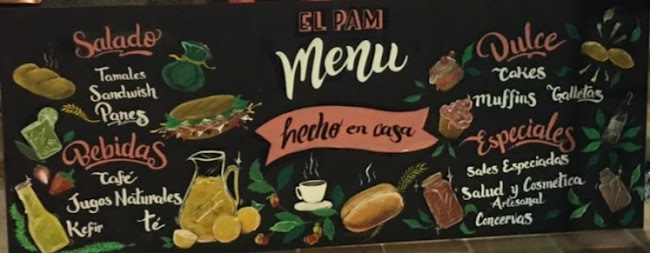 EL PAM
Menu
hecho en casa
Salado
Tamales
Sandwish
Panes
Bebidas
Café
Jugos Naturales
Kefir té
Dulce
Cakes
Muffins Galletas
Especiales
Sales Especiadas
Salud y Cosmetica
Artesanal
Concervas